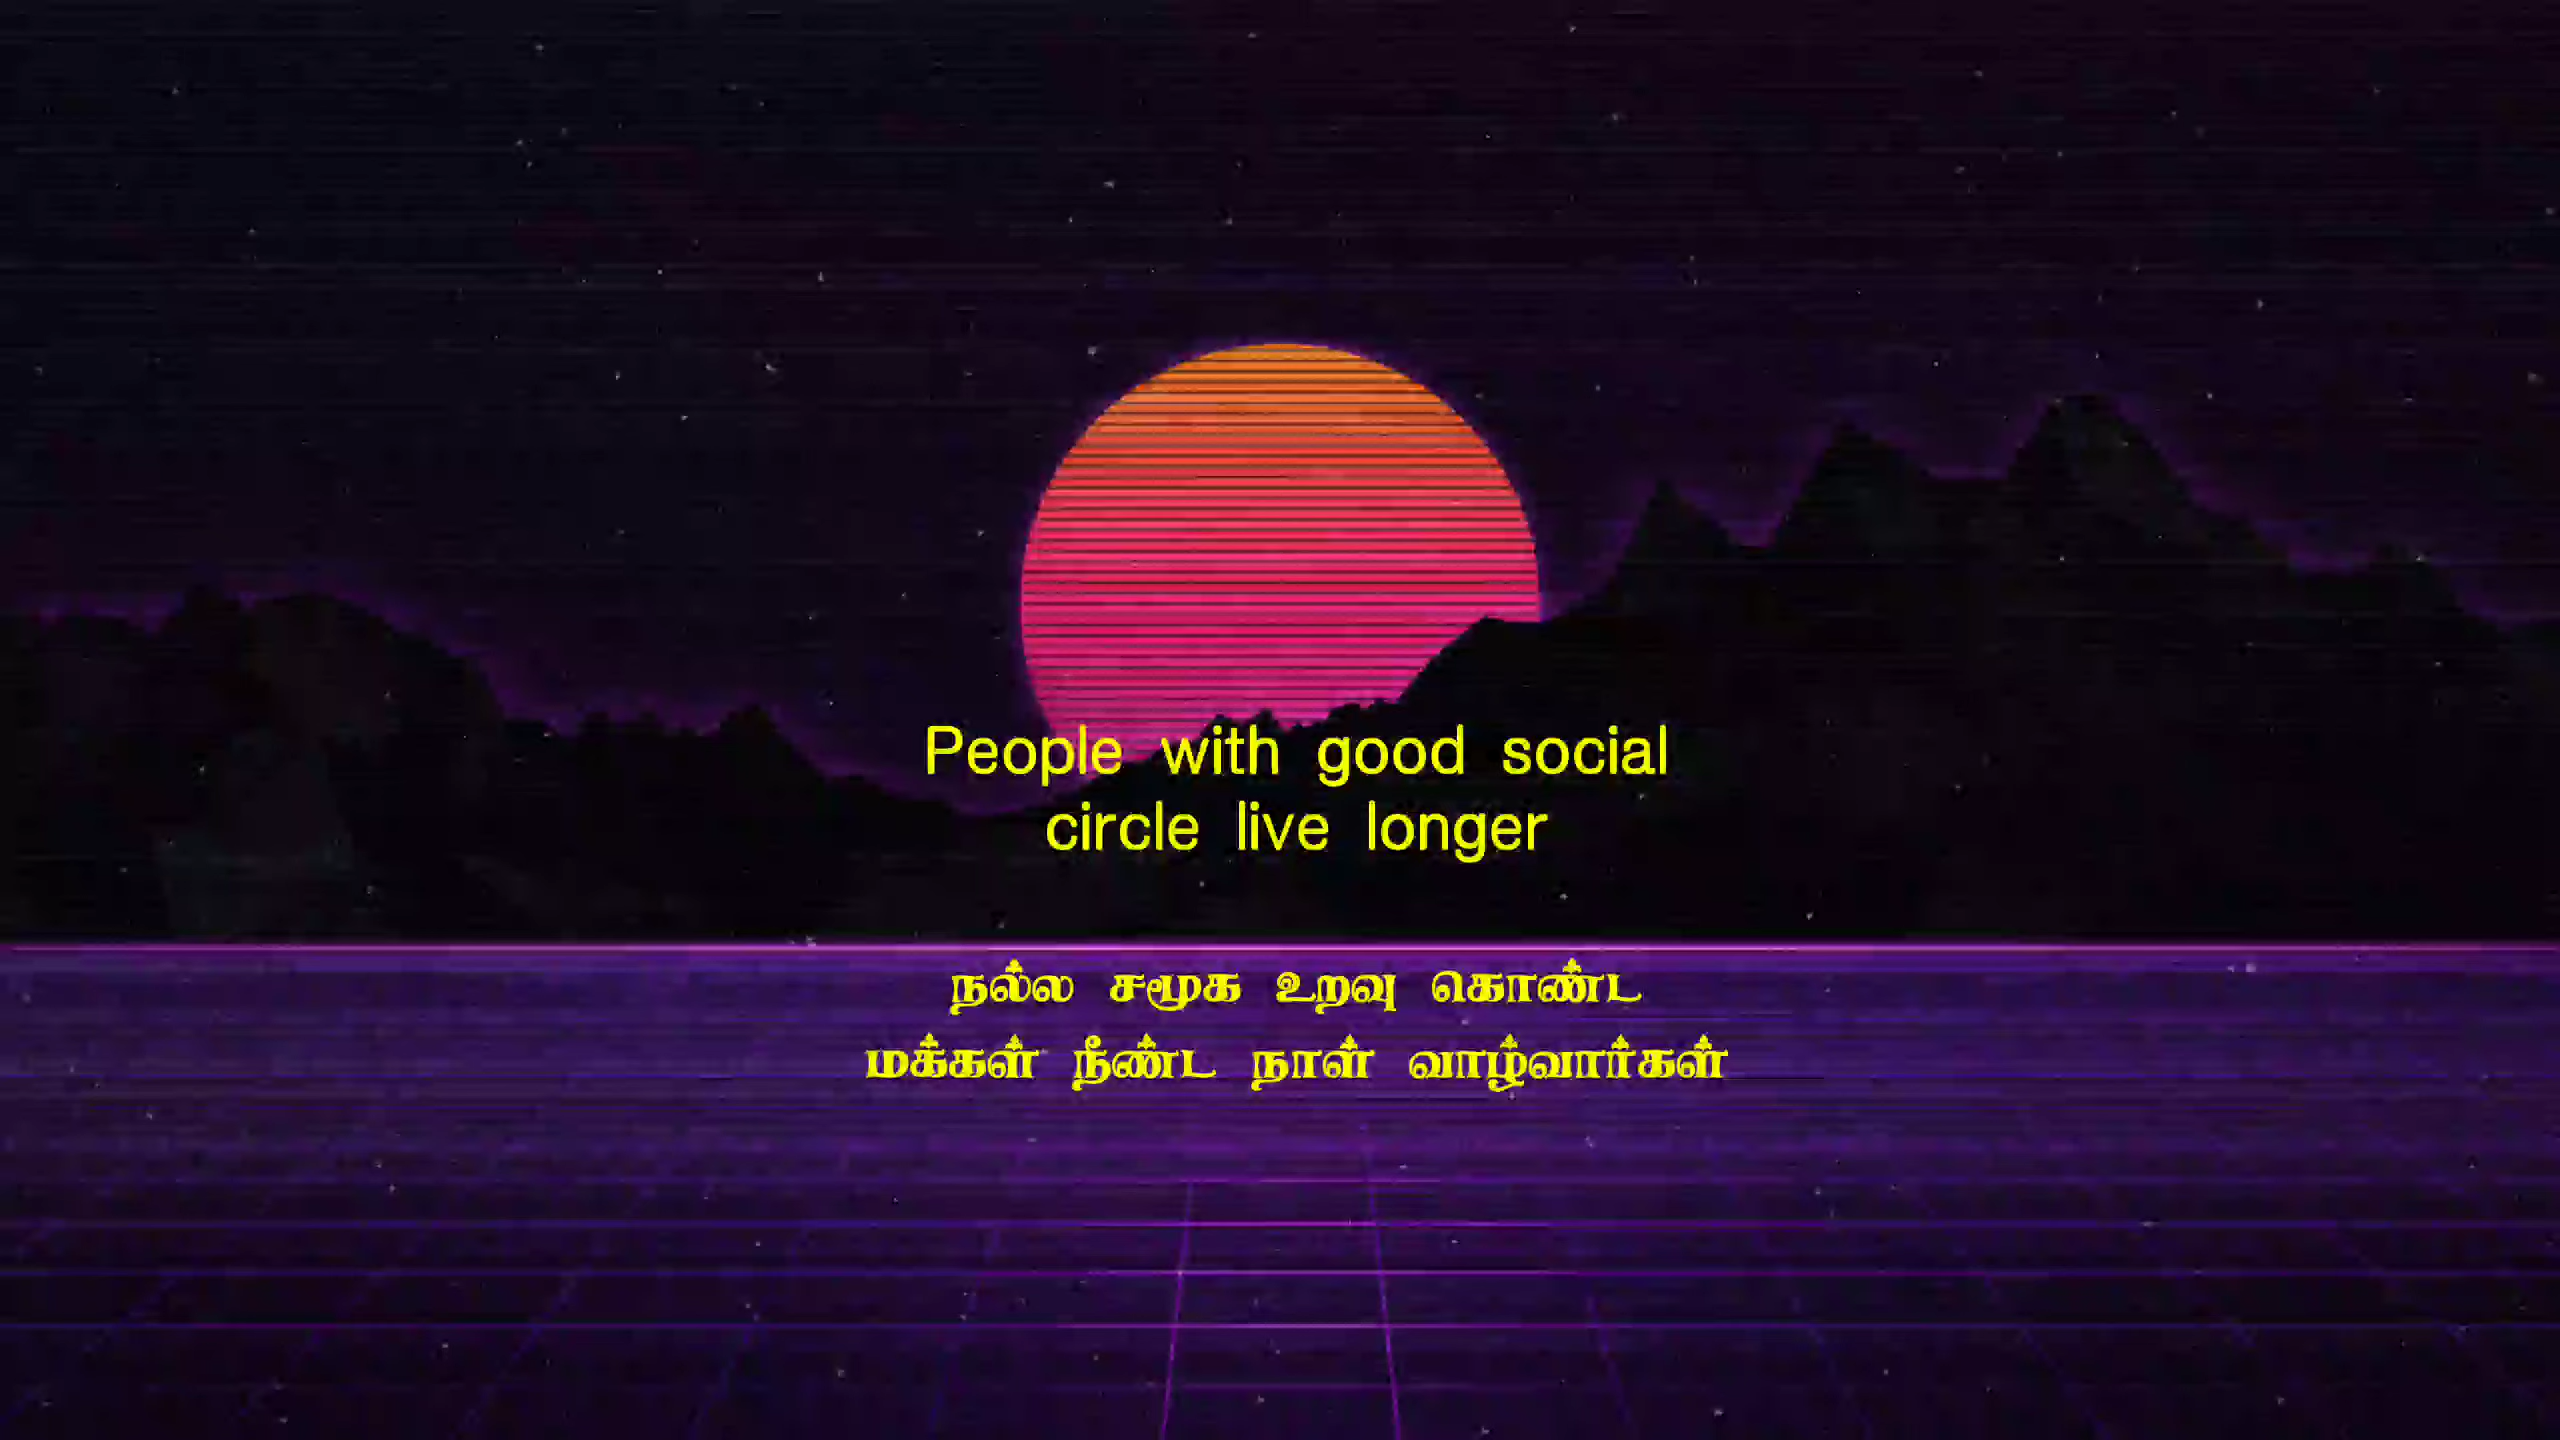 People with good social
circle live longer
நல்ல சமூக உறவு கொண்ட
மக்கள் நீண்ட நாள் வாழ்வார்கள்